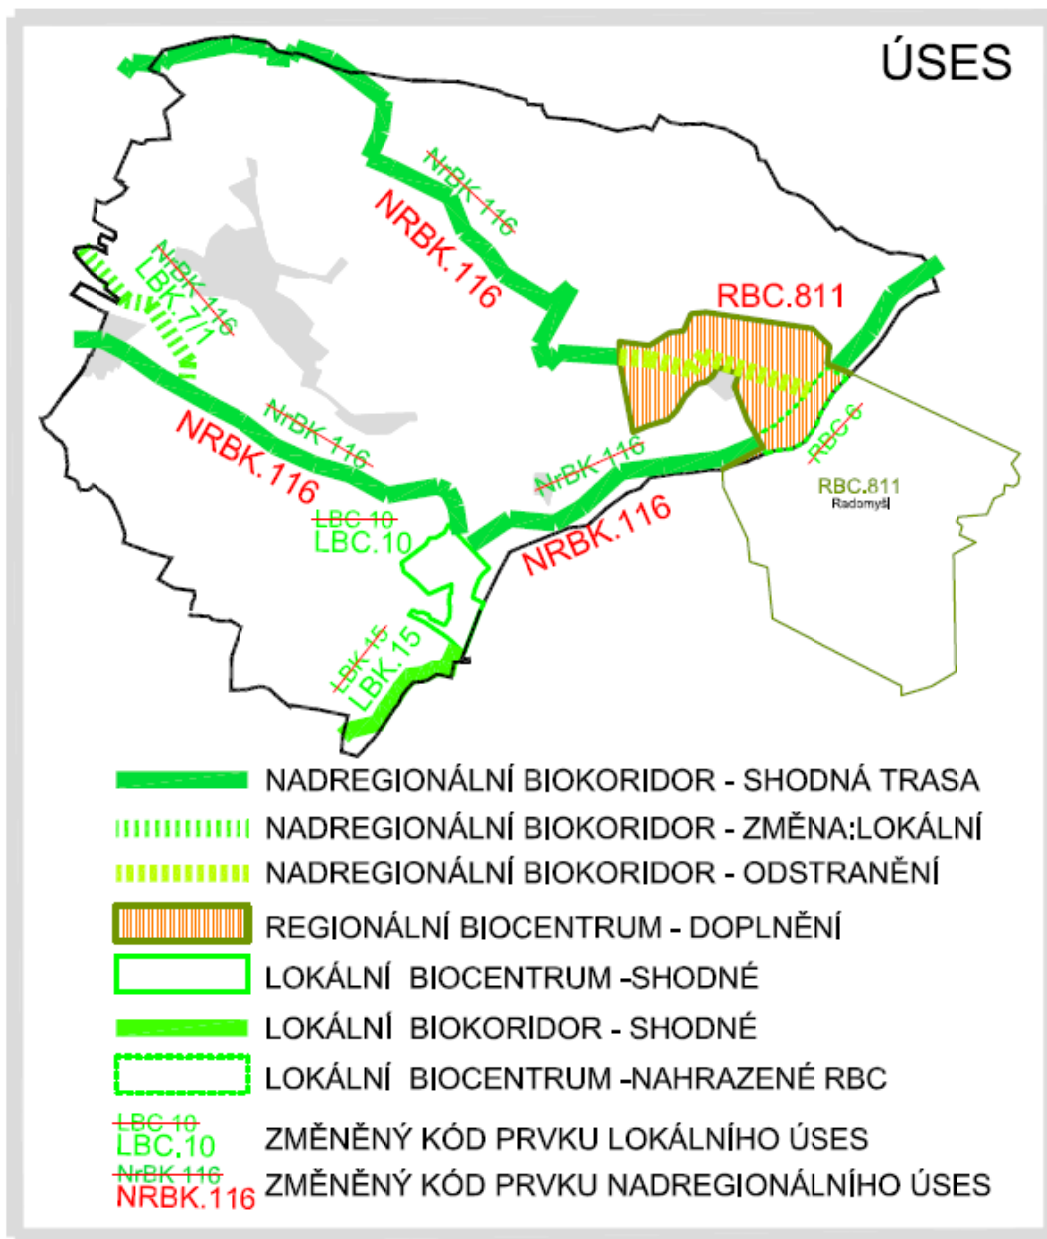 ÚSES
NrBK 116
NRBK.116
NrBK 116
LBK.7/1
RBC.811
NrBK 116
NRBK.116
NrBK 116
NRBK.116
RBC 6
RBC.811
Radomyšl
LBC 10
LBC.10
LBK 15
LBK.15
NADREGIONÁLNÍ BIOKORIDOR - SHODNÁ TRASA
NADREGIONÁLNÍ BIOKORIDOR - ZMĚNA:LOKÁLNÍ
NADREGIONÁLNÍ BIOKORIDOR - ODSTRANĚNÍ
REGIONÁLNÍ BIOCENTRUM - DOPLNĚNÍ
LOKÁLNÍ BIOCENTRUM -SHODNÉ
LOKÁLNÍ BIOKORIDOR - SHODNÉ
LOKÁLNÍ BIOCENTRUM -NAHRAZENÉ RBC
LBC 10
LBC.10 ZMĚNĚNÝ KÓD PRVKU LOKÁLNÍHO ÚSES
NrBK 116
NRBK.116 ZMĚNĚNÝ KÓD PRVKU NADREGIONÁLNÍHO ÚSES